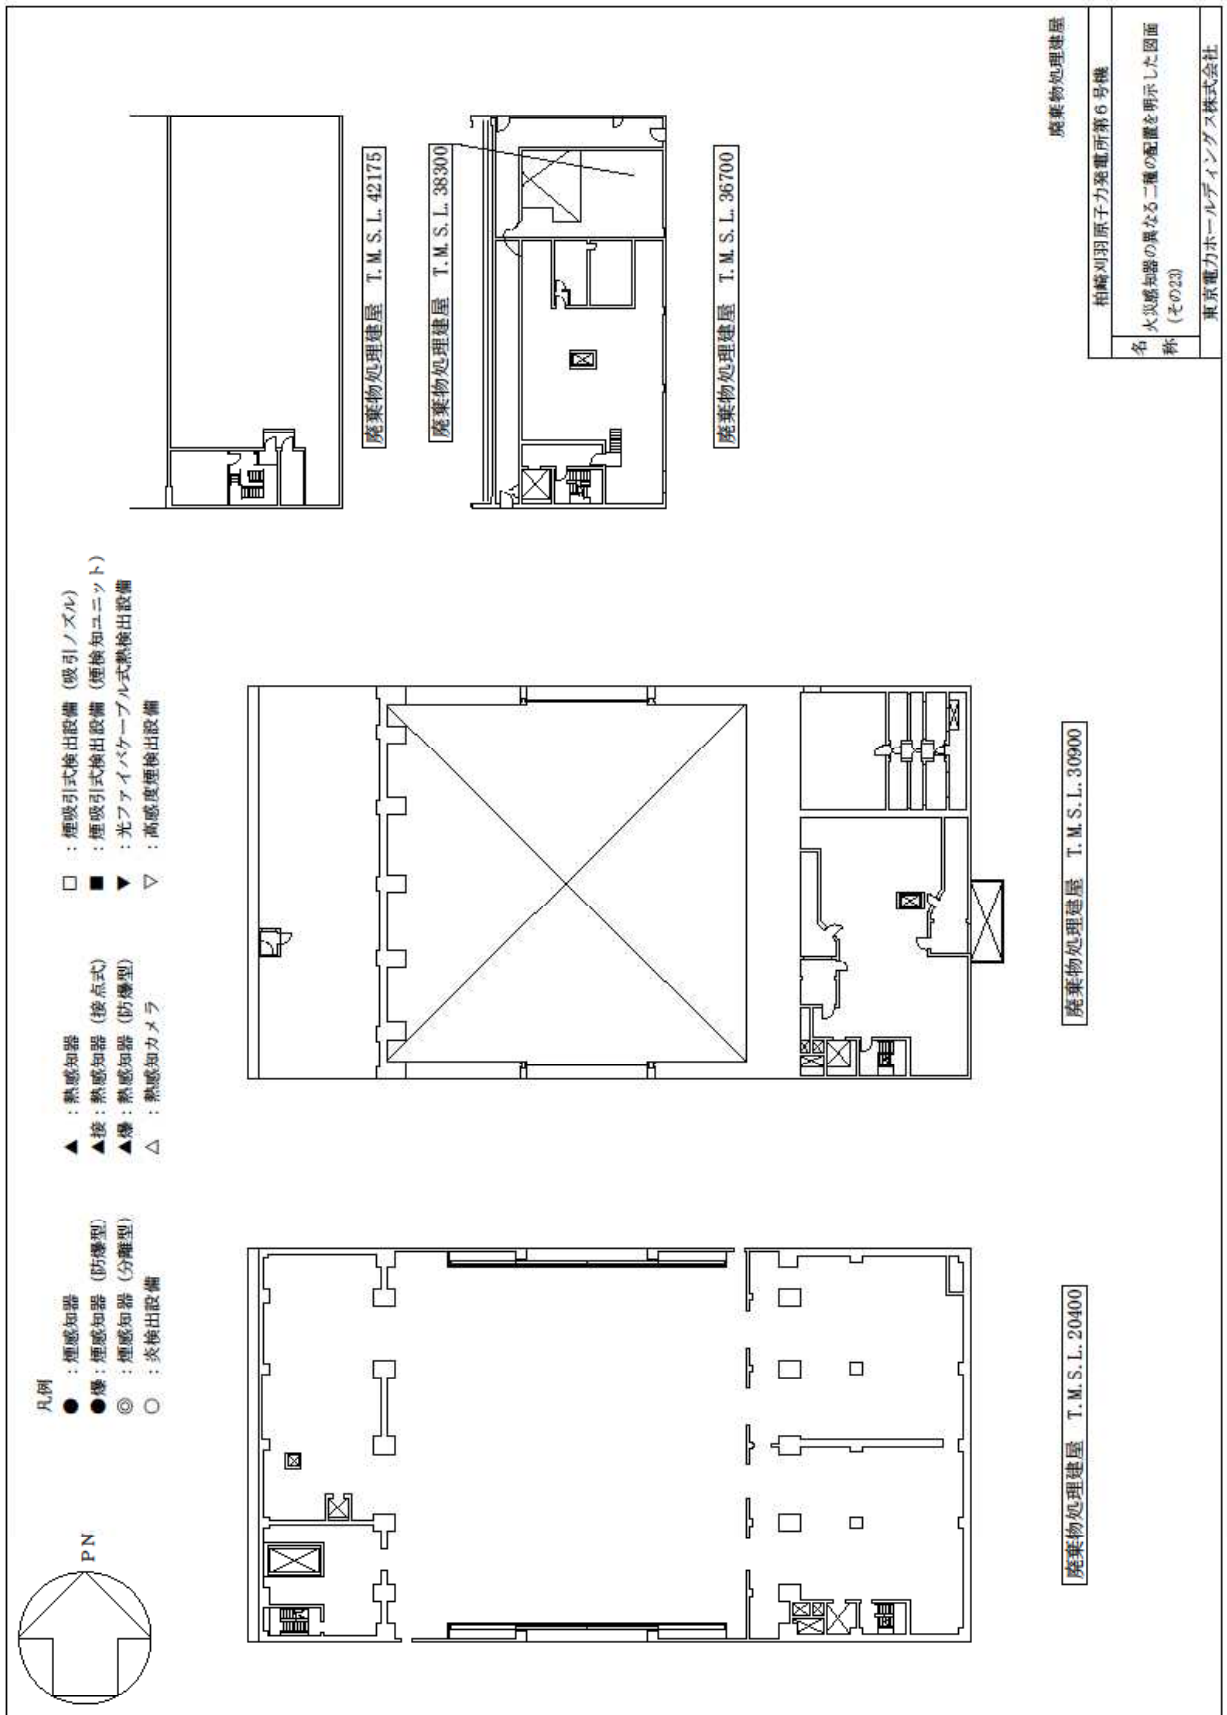 PN
凡例
● ：煙感知器
●爆：煙感知器（防爆型）
◎ ：煙感知器（分離型）
○ ：炎検出設備
▲ ：熱感知器
▲接：熱感知器（接点式）
▲爆：熱感知器（防爆型）
△ ：熱感知カメラ
□ ：煙吸引式検出設備（吸引ノズル）
■ ：煙吸引式検出設備（煙検知ユニット）
▼ ：光ファイバケーブル式熱検出設備
▽ ：高感度煙検出設備
廃棄物処理建屋 T.M.S.L.20400
廃棄物処理建屋 T.M.S.L.30900
廃棄物処理建屋 T.M.S.L.42175
廃棄物処理建屋 T.M.S.L.38300
廃棄物処理建屋 T.M.S.L.36700
廃棄物処理建屋
柏崎刈羽原子力発電所第6号機
名称
火災感知器の異なる二種の配置を明示した図面
(その23)
東京電力ホールディングス株式会社